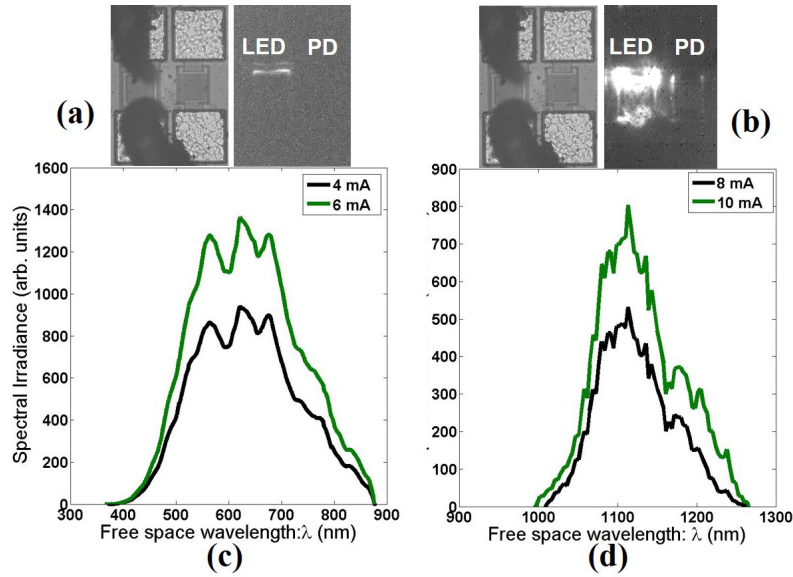 LED PD
(a)
LED PD
(b)
1600
1400
1200
1000
800
600
400
200
0
4 mA
6 mA
Spectral Irradiance (arb. units)
300 400 500 600 700 800 900
Free space wavelength:λ (nm)
(c)
900
800
700
600
500
400
300
200
100
0
8 mA
10 mA
900 1000 1100 1200 1300
Free space wavelength: λ (nm)
(d)